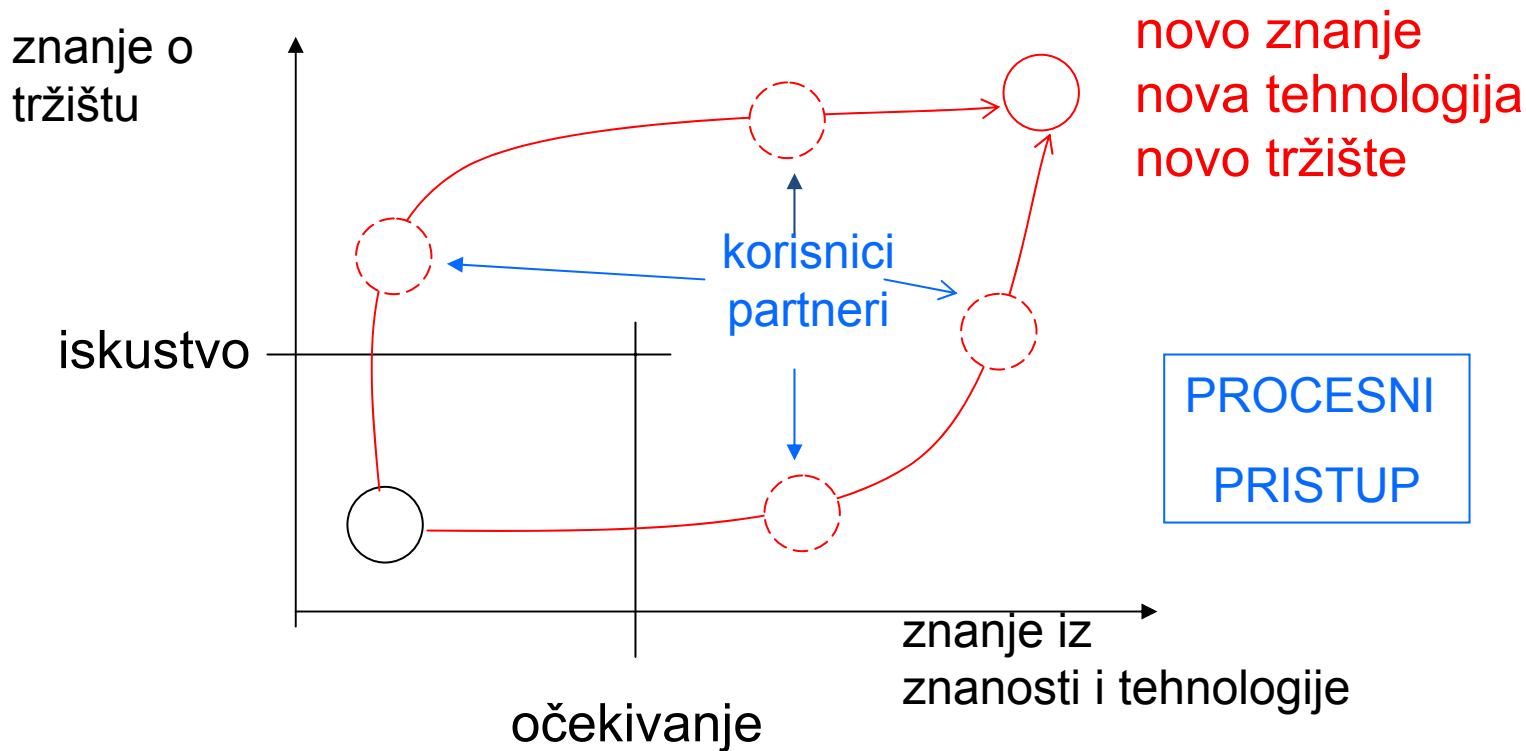 znanje o
tržištu
novo znanje
nova tehnologija
novo tržište
korisnici
partneri
iskustvo
PROCESNI
PRISTUP
znanje iz
znanosti i tehnologije
očekivanje